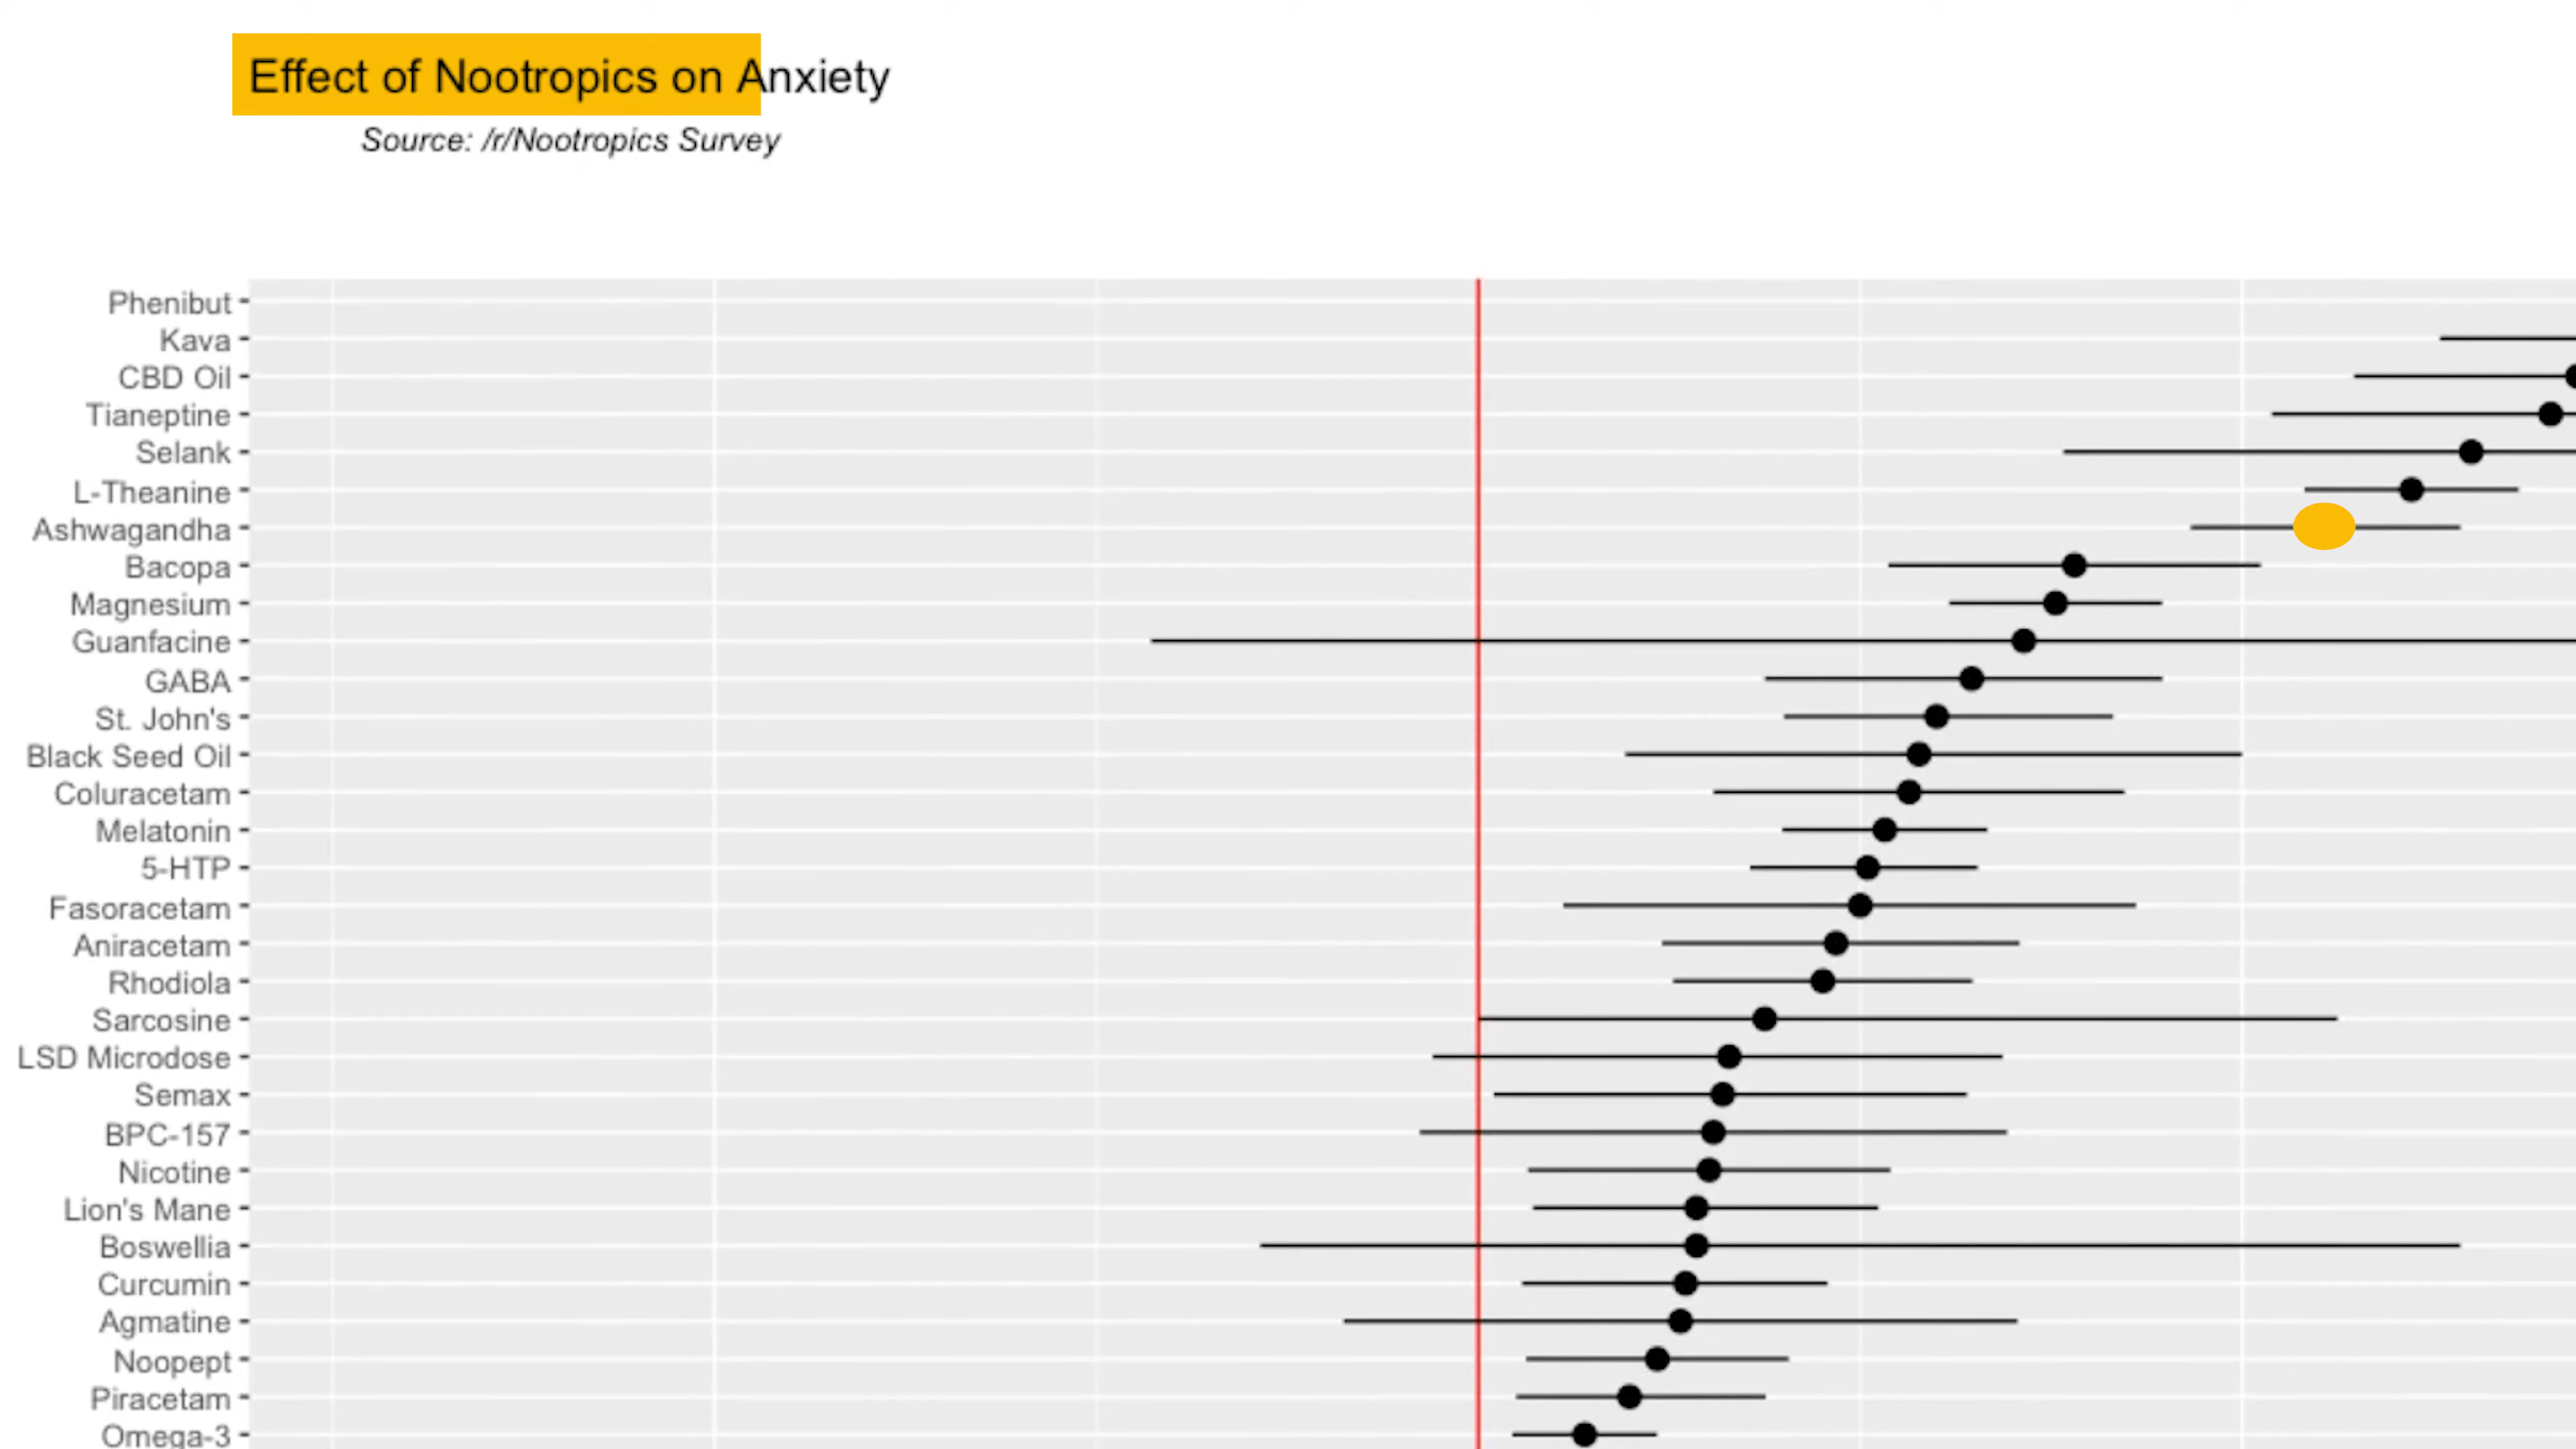 Effect of Nootropics on Anxiety
Source: /r/Nootropics Survey
Phenibut
Kava
CBD Oil
Tianeptine
Selank
L-Theanine
Ashwagandha
Bacopa
Magnesium
Guanfacine
GABA
St. John's
Black Seed Oil
Coluracetam
Melatonin
5-HTP
Fasoracetam
Aniracetam
Rhodiola
Sarcosine
LSD Microdose
Semax
BPC-157
Nicotine
Lion's Mane
Boswellia
Curcumin
Agmatine
Noopept
Piracetam
Omega-3